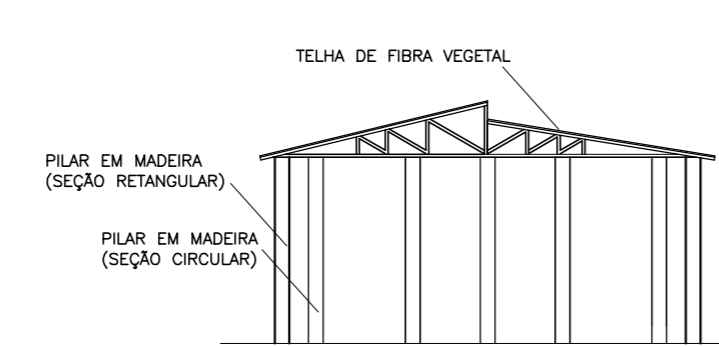 TELHA DE FIBRA VEGETAL
PILAR EM MADEIRA
(SEÇÃO RETANGULAR)
PILAR EM MADEIRA
(SEÇÃO CIRCULAR)